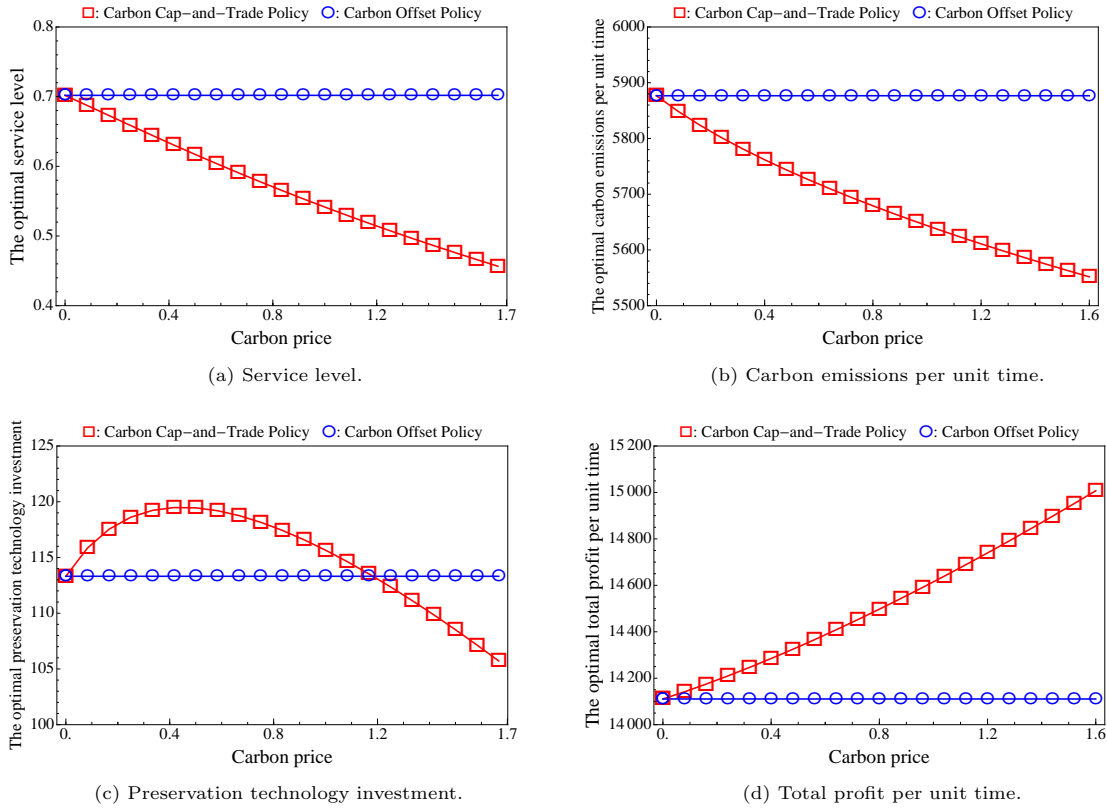 □: Carbon Cap−and−Trade Policy ○: Carbon Offset Policy
The optimal service level
0.8
0.7
0.6
0.5
0.4
0. 0.4 0.8 1.2 1.7
Carbon price
(a) Service level.
□: Carbon Cap−and−Trade Policy ○: Carbon Offset Policy
The optimal carbon emissions per unit time
6000
5900
5800
5700
5600
5500
0. 0.4 0.8 1.2 1.6
Carbon price
(b) Carbon emissions per unit time.
□: Carbon Cap−and−Trade Policy ○: Carbon Offset Policy
The optimal preservation technology investment
125
120
115
110
105
100
0. 0.4 0.8 1.2 1.7
Carbon price
(c) Preservation technology investment.
□: Carbon Cap−and−Trade Policy ○: Carbon Offset Policy
The optimal total profit per unit time
15 200
15 000
14 800
14 600
14 400
14 200
14 000
0. 0.4 0.8 1.2 1.6
Carbon price
(d) Total profit per unit time.